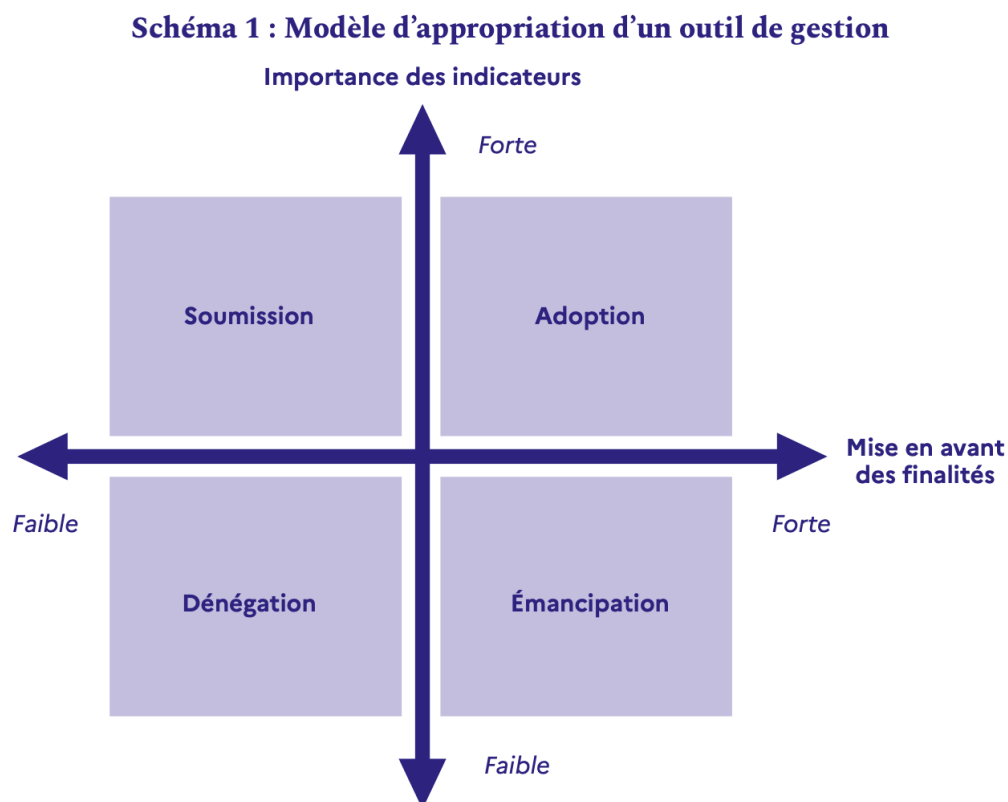 Schéma 1 : Modèle d’appropriation d’un outil de gestion
Importance des indicateurs
Forte
Soumission
Adoption
Mise en avant
des finalités
Faible
Forte
Dénégation
Émancipation
Faible